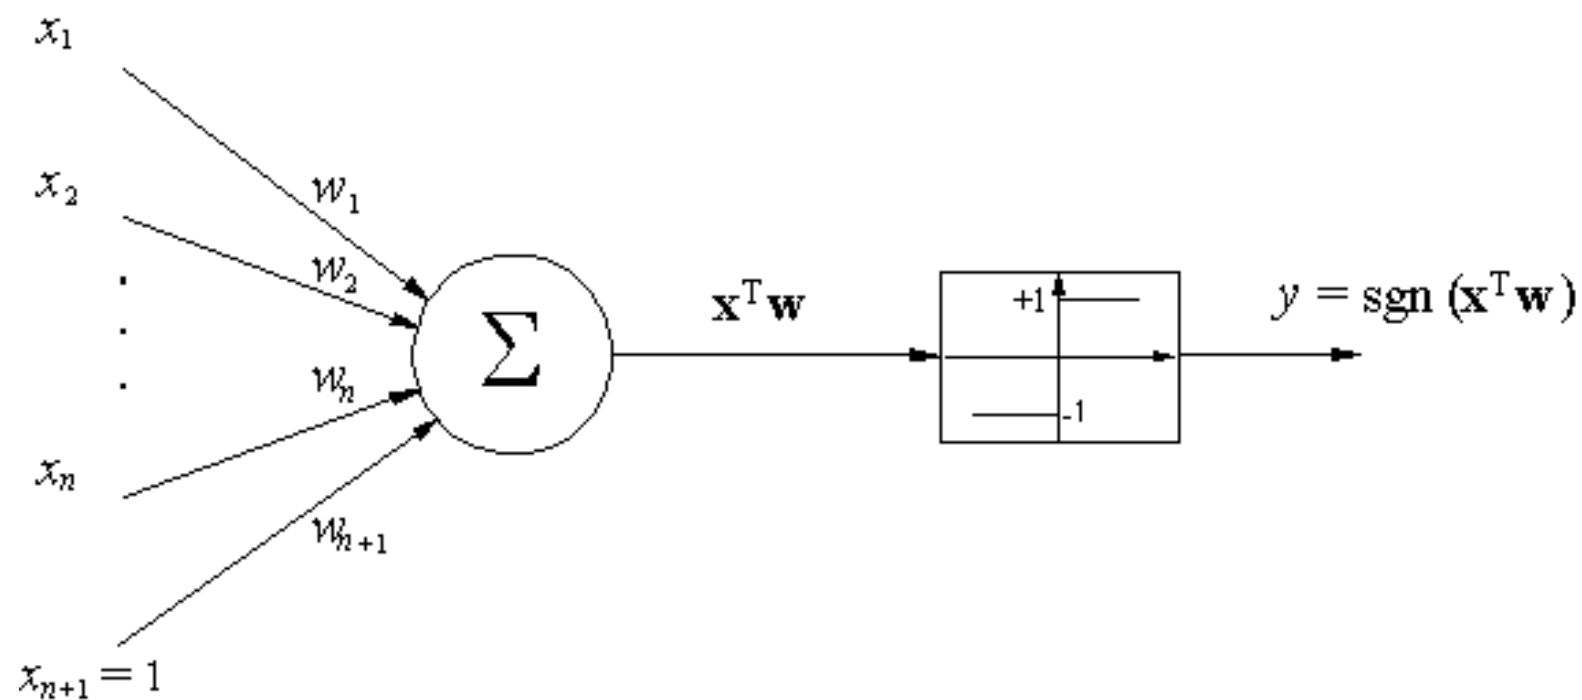 x₁
x₂
.
.
.
xₙ
xₙ₊₁ = 1
w₁
w₂
wₙ
wₙ₊₁
Σ
𝐱ᵀ𝐰
+1
-1
y = sgn (𝐱ᵀ𝐰)